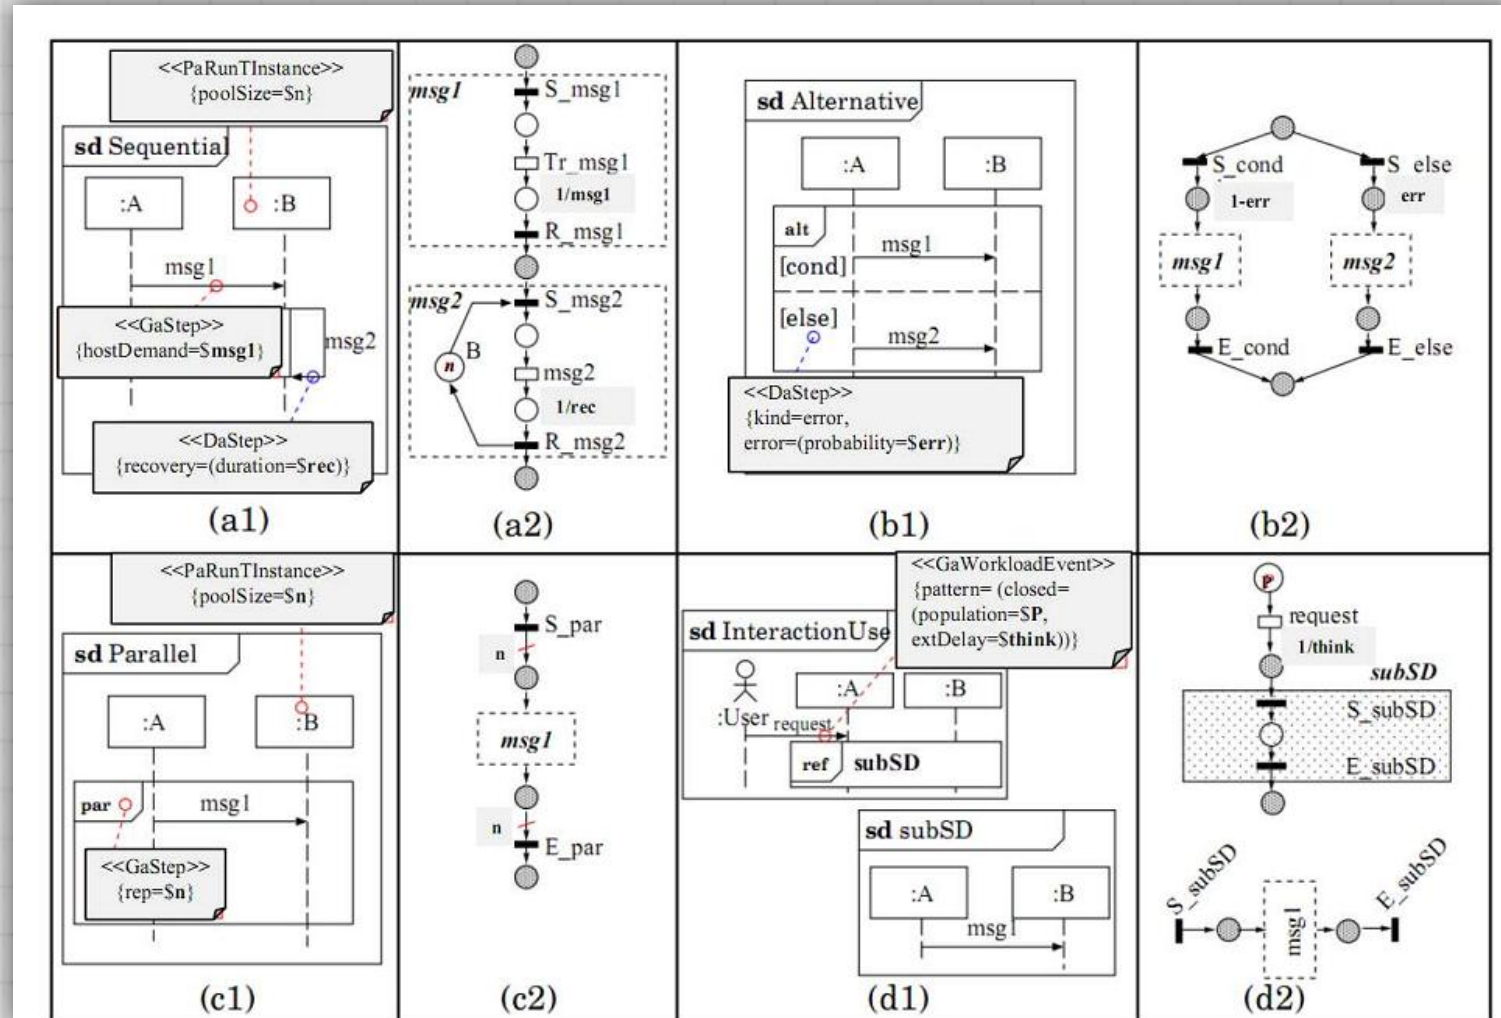 <<PaRunTInstance>>
{poolSize=$n}
sd Sequential
:A
:B
msg1
<<GaStep>>
{hostDemand=$msg1}
msg2
<<DaStep>>
{recovery=(duration=$rec)}
(a1)
msg1
S_msg1
Tr_msg1
1/msg1
R_msg1
msg2
S_msg2
B
n
msg2
1/rec
R_msg2
(a2)
sd Alternative
:A
:B
alt
msg1
[cond]
[else]
msg2
<<DaStep>>
{kind=error,
error=(probability=$err)}
(b1)
S_cond
S_else
1-err
err
msg1
msg2
E_cond
E_else
(b2)
<<PaRunTInstance>>
{poolSize=$n}
sd Parallel
:A
:B
par
msg1
<<GaStep>>
{rep=$n}
(c1)
S_par
n
msg1
n
E_par
(c2)
<<GaWorkloadEvent>>
{pattern= (closed=
(population=$P,
extDelay=$think))}
sd InteractionUse
:A
:B
:User
request
ref
subSD
sd subSD
:A
:B
msg1
(d1)
P
request
1/think
subSD
S_subSD
E_subSD
S_subSD
msg1
E_subSD
(d2)